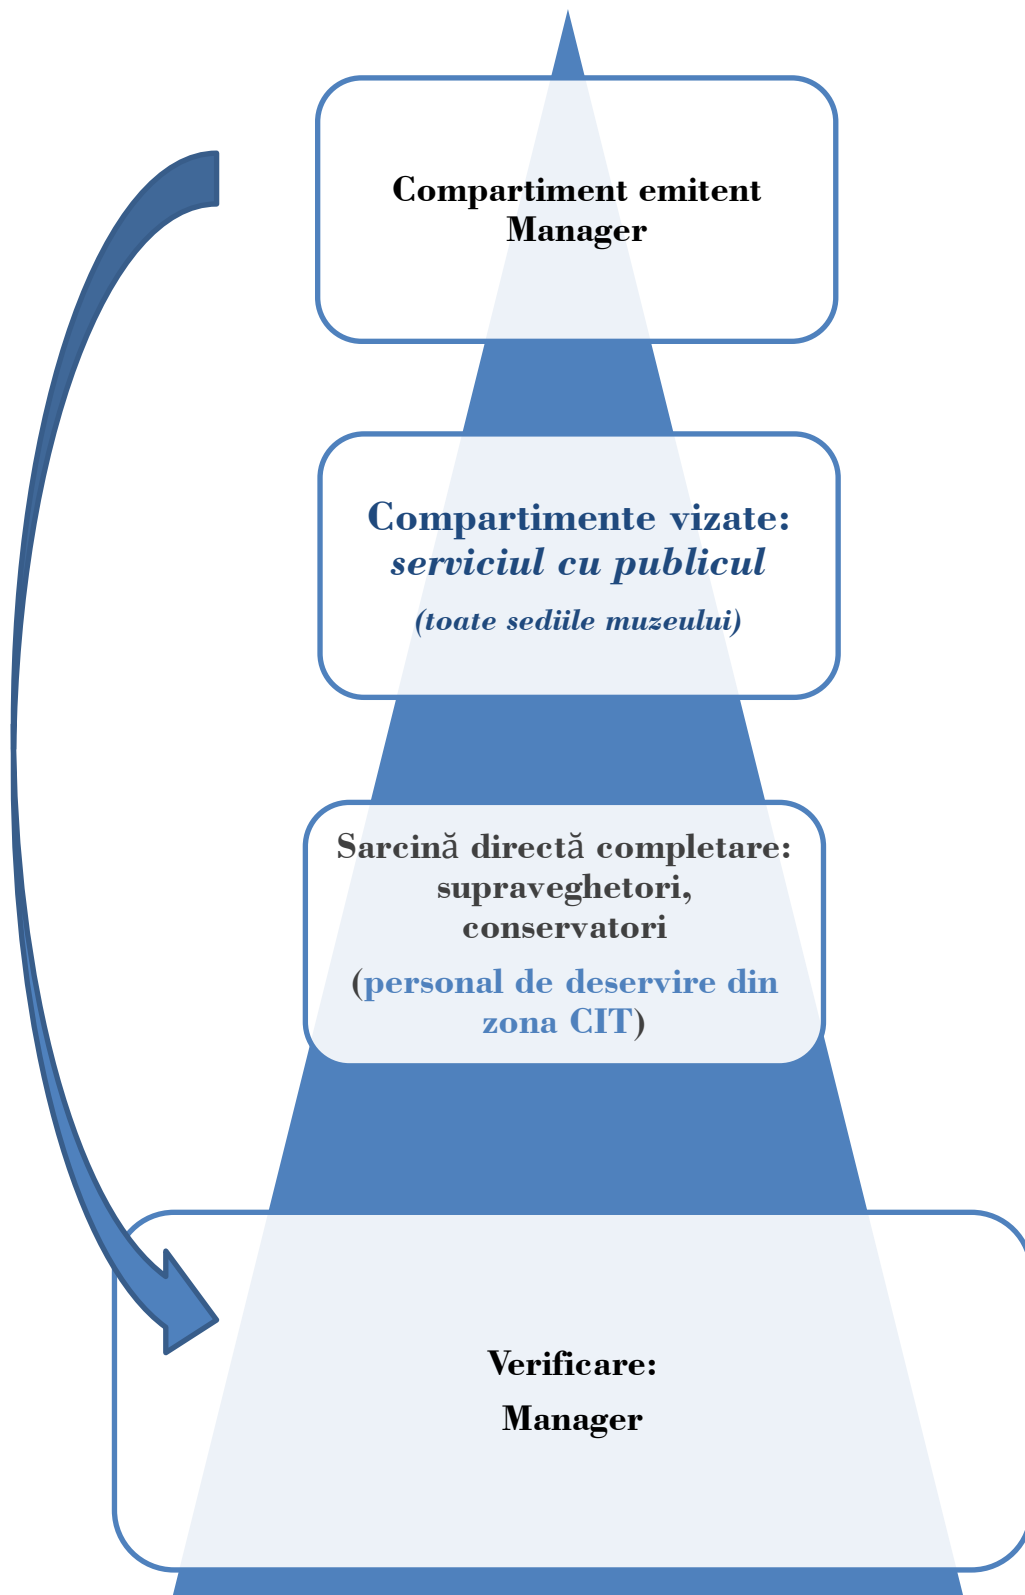 Compartiment emitent
Manager
Compartimente vizate:
serviciul cu publicul
(toate sediile muzeului)
Sarcină directă completare:
supraveghetori,
conservatori
(personal de deservire din
zona CIT)
Verificare:
Manager